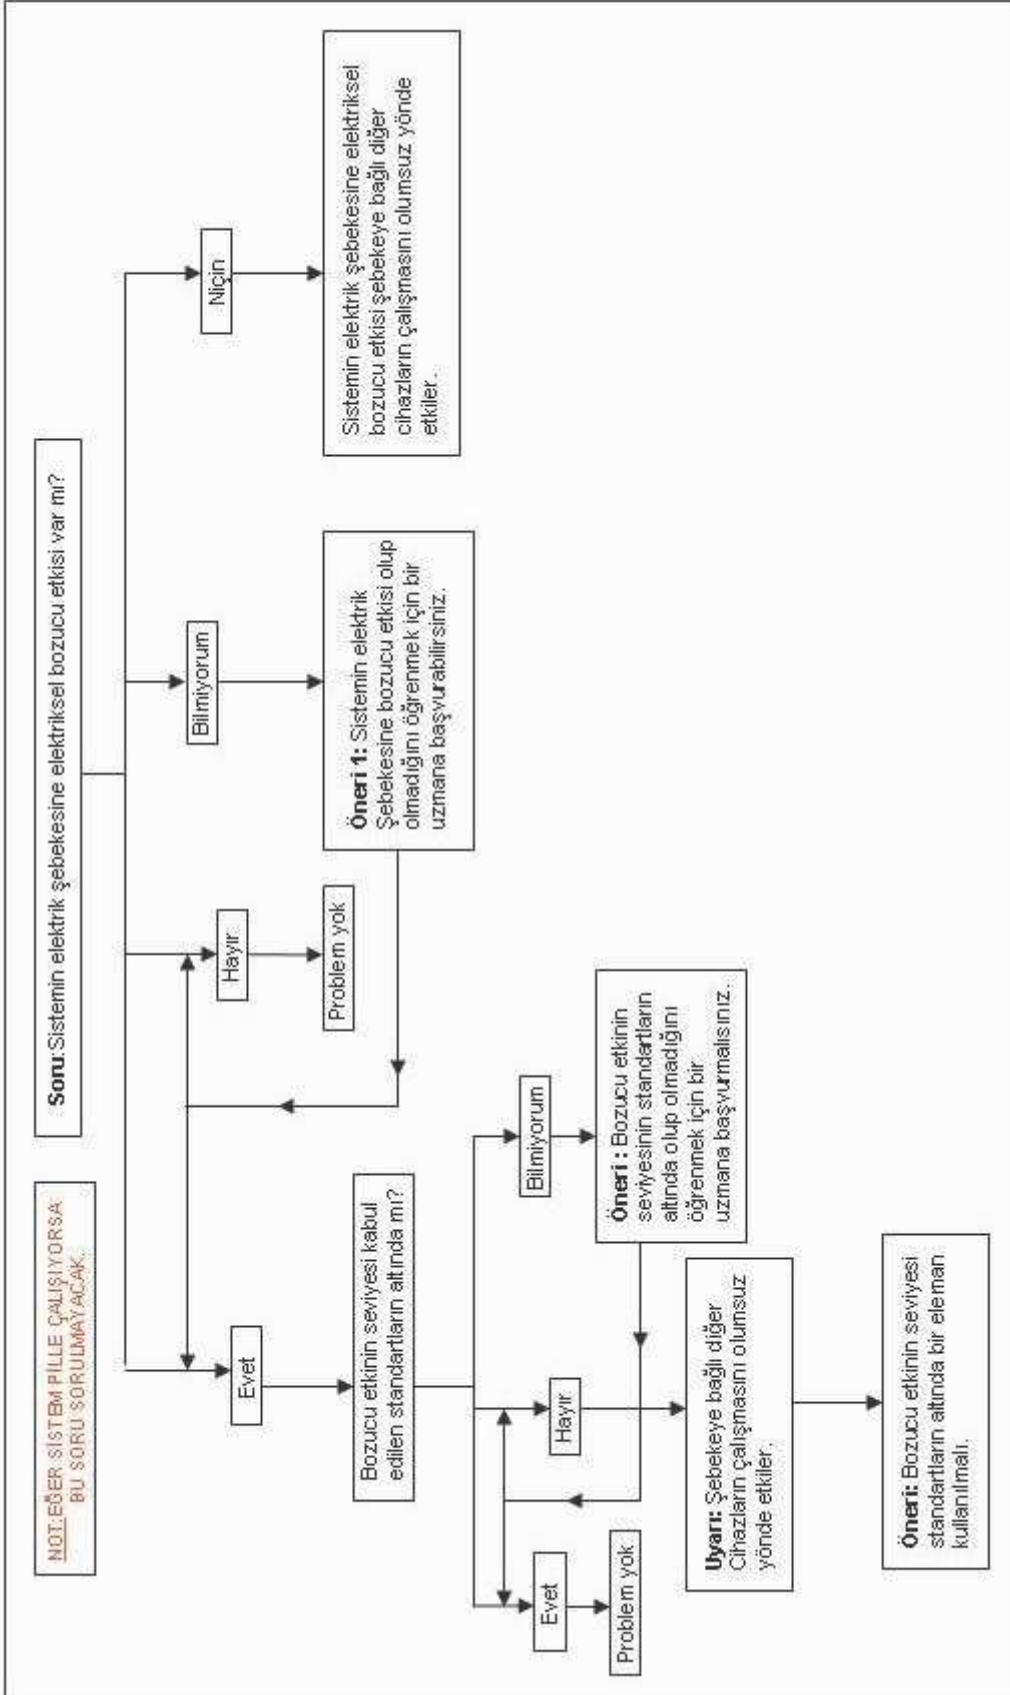 NOT:EĞER SİSTEM PİLLE ÇALIŞIYORSA
BU SORU SORULMAYACAK.
Soru:Sistemin elektrik şebekesine elektriksel bozucu etkisi var mı?
Evet
Hayır
Bilmiyorum
Niçin
Problem yok
Öneri 1: Sistemin elektrik
Şebekesine bozucu etkisi olup
olmadığını öğrenmek için bir
uzmana başvurabilirsiniz.
Sistemin elektrik şebekesine elektriksel
bozucu etkisi şebekeye bağlı diğer
cihazların çalışmasını olumsuz yönde
etkiler.
Bozucu etkinin seviyesi kabul
edilen standartların altında mı?
Evet
Hayır
Bilmiyorum
Problem yok
Uyarı: Şebekeye bağlı diğer
Cihazların çalışmasını olumsuz
yönde etkiler.
Öneri : Bozucu etkinin
seviyesinin standartların
altında olup olmadığını
öğrenmek için bir
uzmana başvurmalısınız.
Öneri: Bozucu etkinin seviyesi
standartların altında bir eleman
kullanılmalı.